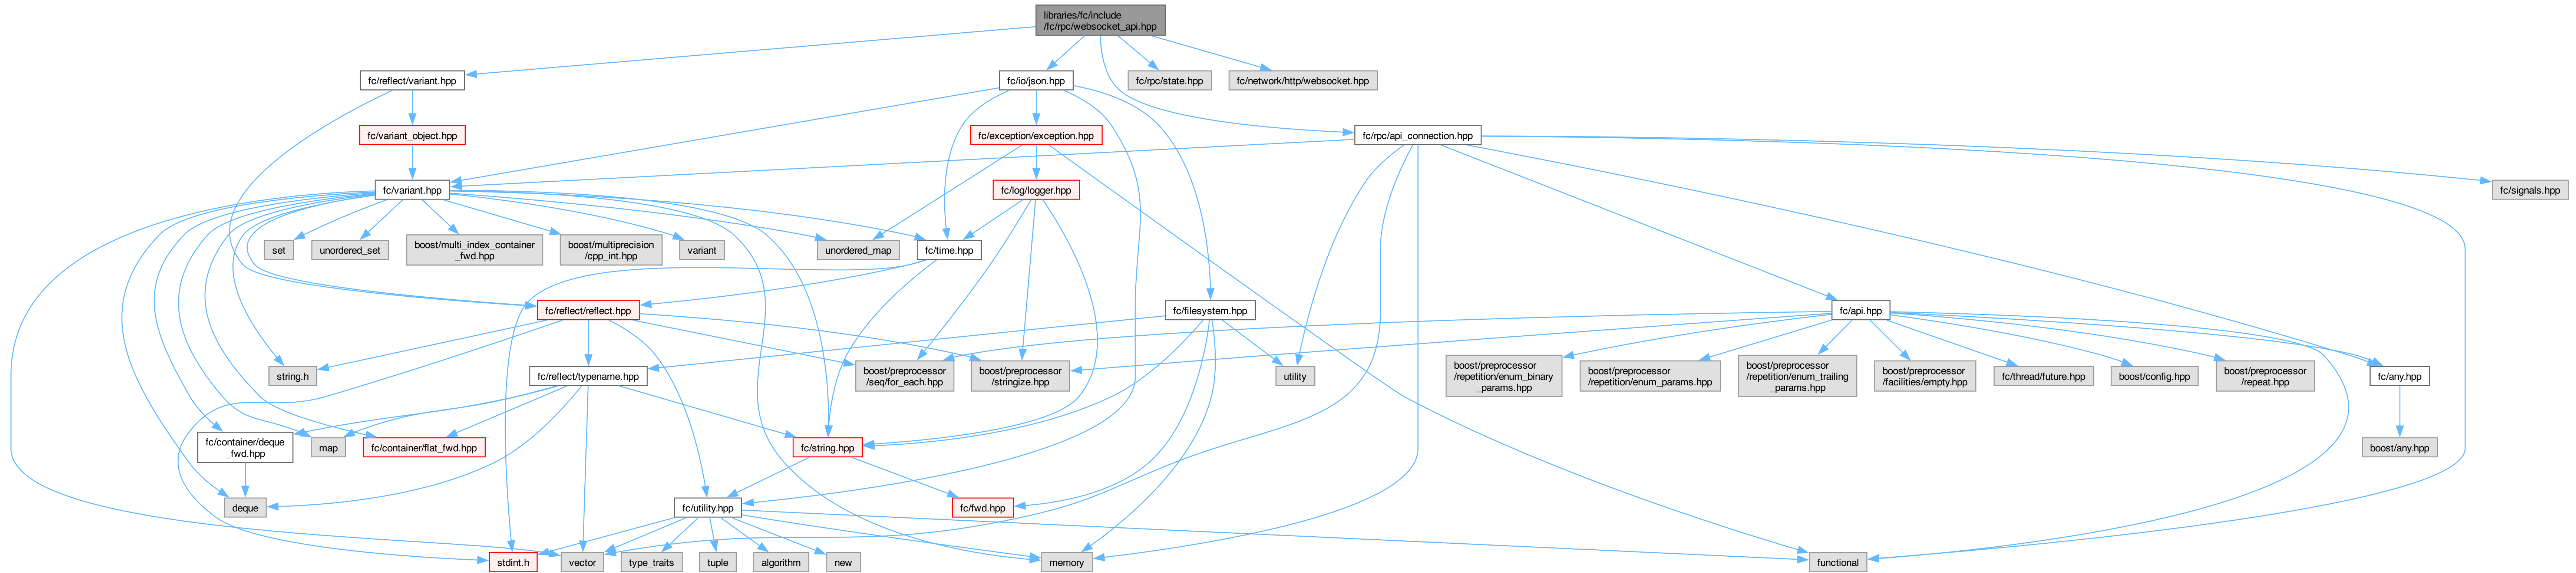 libraries/fc/include
/fc/rpc/websocket_api.hpp
fc/reflect/variant.hpp
fc/io/json.hpp
fc/rpc/state.hpp
fc/network/http/websocket.hpp
fc/variant_object.hpp
fc/exception/exception.hpp
fc/rpc/api_connection.hpp
fc/variant.hpp
fc/log/logger.hpp
fc/signals.hpp
set
unordered_set
boost/multi_index_container
_fwd.hpp
boost/multiprecision
/cpp_int.hpp
variant
unordered_map
fc/time.hpp
fc/reflect/reflect.hpp
fc/filesystem.hpp
fc/api.hpp
string.h
fc/reflect/typename.hpp
boost/preprocessor
/seq/for_each.hpp
boost/preprocessor
/stringize.hpp
utility
boost/preprocessor
/repetition/enum_binary
_params.hpp
boost/preprocessor
/repetition/enum_params.hpp
boost/preprocessor
/repetition/enum_trailing
_params.hpp
boost/preprocessor
/facilities/empty.hpp
fc/thread/future.hpp
boost/config.hpp
boost/preprocessor
/repeat.hpp
fc/any.hpp
fc/container/deque
_fwd.hpp
map
fc/container/flat_fwd.hpp
fc/string.hpp
boost/any.hpp
deque
fc/utility.hpp
fc/fwd.hpp
stdint.h
vector
type_traits
tuple
algorithm
new
memory
functional